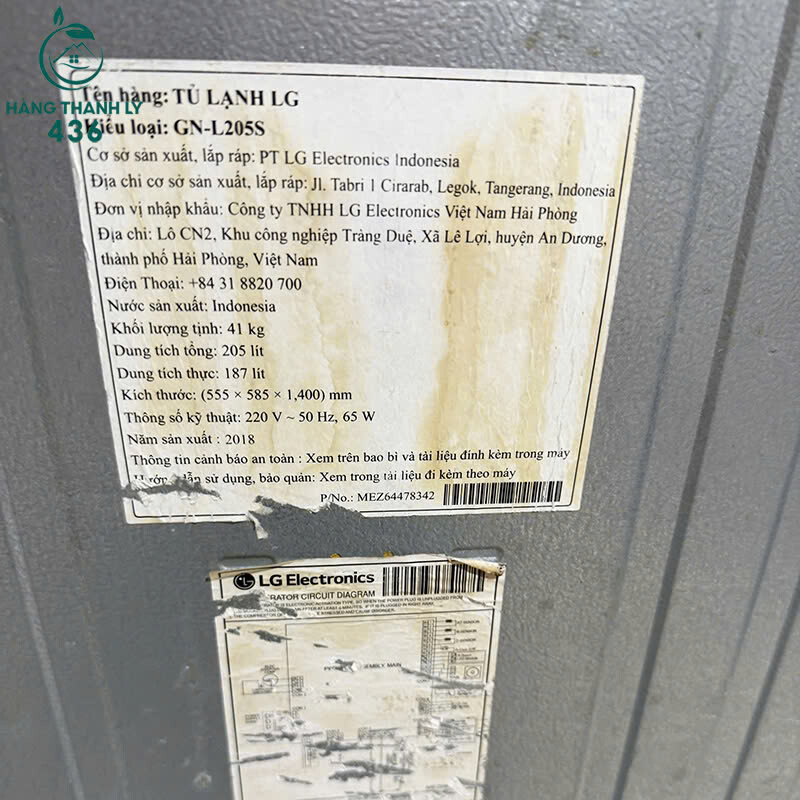 HÀNG THANH LÝ
436
Tên hàng: TỦ LẠNH LG
Kiểu loại: GN-L205S
Cơ sở sản xuất, lắp ráp: PT LG Electronics Indonesia
Địa chỉ cơ sở sản xuất, lắp ráp: Jl. Tabri 1 Cirarab, Legok, Tangerang, Indonesia
Đơn vị nhập khẩu: Công ty TNHH LG Electronics Việt Nam Hải Phòng
Địa chỉ: Lô CN2, Khu công nghiệp Tràng Duệ, Xã Lê Lợi, huyện An Dương,
thành phố Hải Phòng, Việt Nam
Điện Thoại: +84 31 8820 700
Nước sản xuất: Indonesia
Khối lượng tịnh: 41 kg
Dung tích tổng: 205 lít
Dung tích thực: 187 lít
Kích thước: (555 × 585 × 1,400) mm
Thông số kỹ thuật: 220 V ~ 50 Hz, 65 W
Năm sản xuất : 2018
Thông tin cảnh báo an toàn : Xem trên bao bì và tài liệu đính kèm trong máy
Hướng dẫn sử dụng, bảo quản: Xem trong tài liệu đi kèm theo máy
P/No.: MEZ64478342
LG Electronics
RATOR CIRCUIT DIAGRAM
EMBLY, MAIN